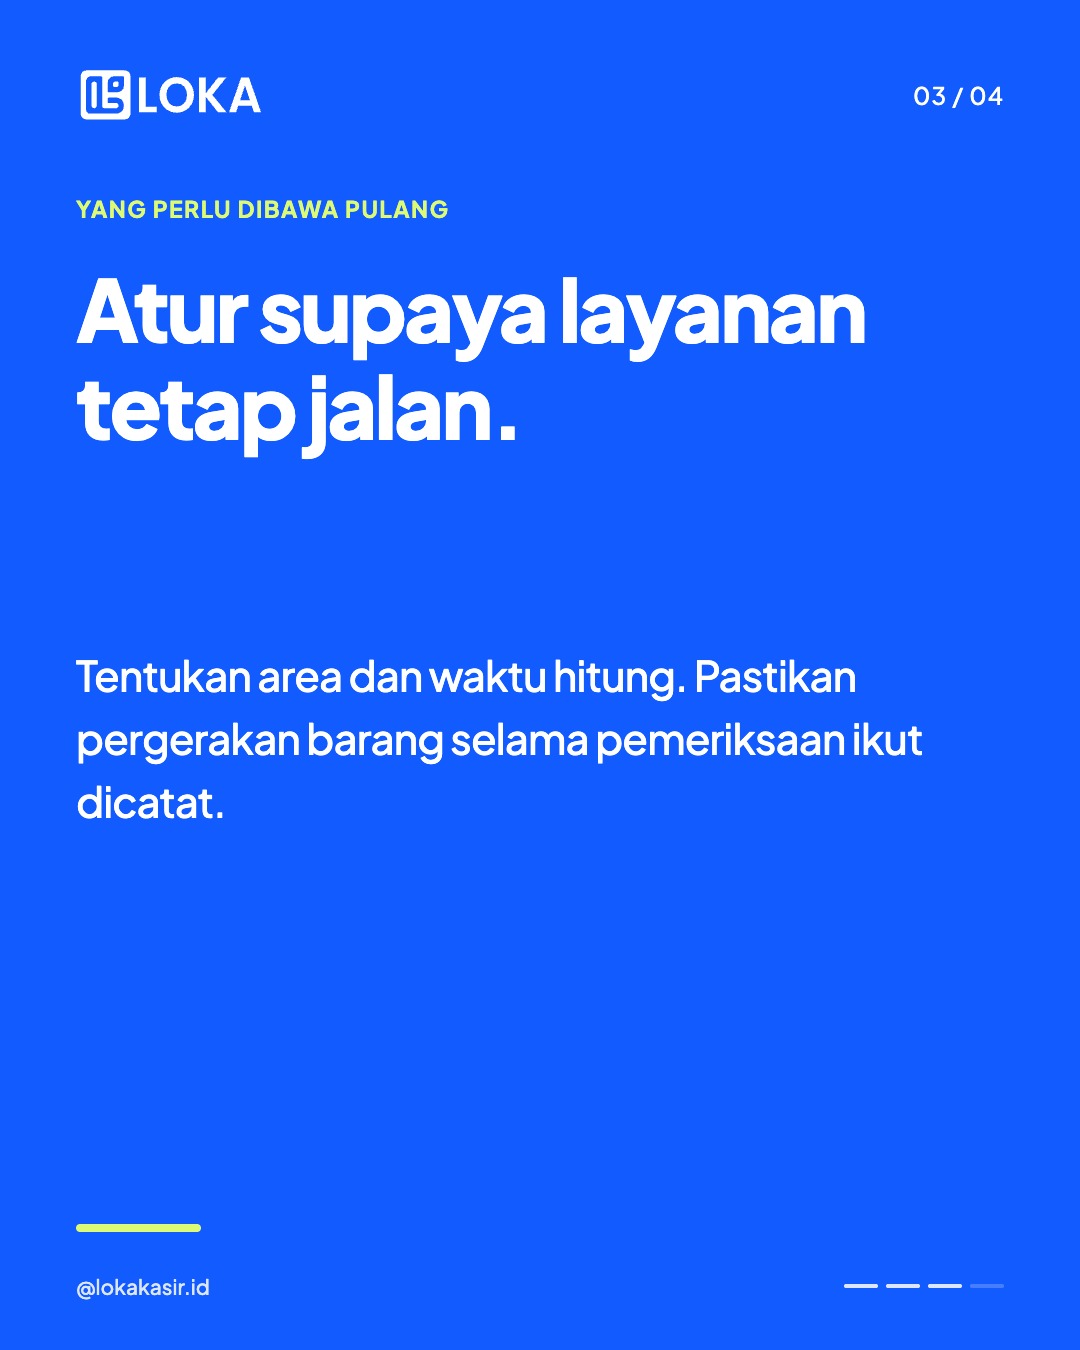 LOKA
03 / 04
YANG PERLU DIBAWA PULANG
Atur supaya layanan
tetap jalan.
Tentukan area dan waktu hitung. Pastikan
pergerakan barang selama pemeriksaan ikut
dicatat.
@lokakasir.id